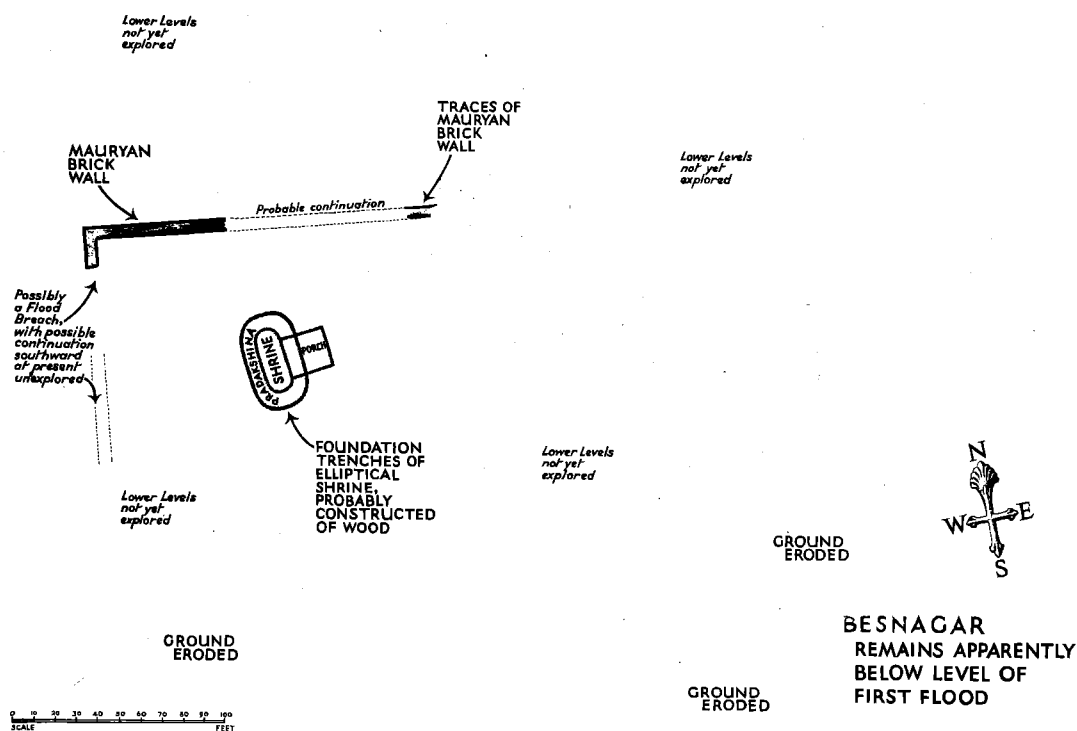 Lower Levels
not yet
explored
TRACES OF
MAURYAN
BRICK
WALL
MAURYAN
BRICK
WALL
Lower Levels
not yet
explored
Probable continuation
Possibly
a Flood
Breach,
with possible
continuation
southward
at present
unexplored
PRADAKSHINA
SHRINE
PORCH
FOUNDATION
TRENCHES OF
ELLIPTICAL
SHRINE,
PROBABLY
CONSTRUCTED
OF WOOD
Lower Levels
not yet
explored
Lower Levels
not yet
explored
N
W E
S
GROUND
ERODED
GROUND
ERODED
GROUND
ERODED
BESNAGAR
REMAINS APPARENTLY
BELOW LEVEL OF
FIRST FLOOD
0 10 20 30 40 50 60 70 80 90 100
SCALE FEET